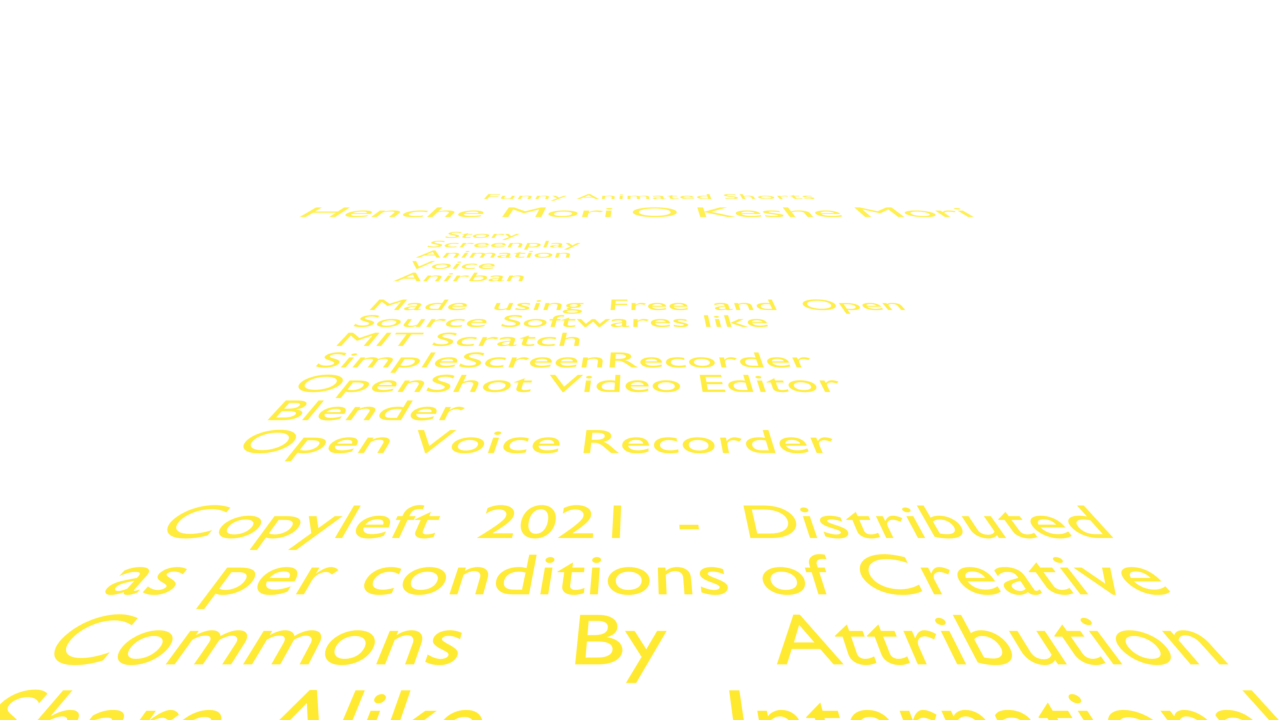 Funny Animated Shorts
Henche Mori O Keshe Mori
Story
Screenplay
Animation
Voice
Anirban
Made using Free and Open
Source Softwares like
MIT Scratch
SimpleScreenRecorder
OpenShot Video Editor
Blender
Open Voice Recorder
Copyleft 2021 - Distributed
as per conditions of Creative
Commons By Attribution
Share Alike International